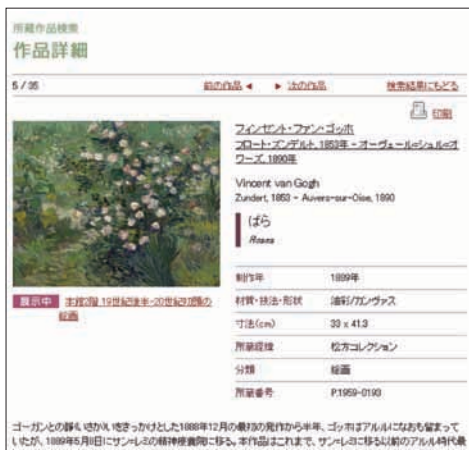 所蔵作品検索
作品詳細
5 / 35 前の作品 ◄ ► 次の作品 検索結果にもどる
印刷
フィンセント・ファン・ゴッホ
フロート・ズンデルト, 1853年 - オーヴェール=シュル=オ
ワーズ, 1890年
Vincent van Gogh
Zundert, 1853 - Auvers-sur-Oise, 1890
ばら
Roses
展示中 本館2階 19世紀後半-20世紀初頭の
絵画
制作年 1889年
材質・技法・形状 油彩/カンヴァス
寸法(cm) 33 x 41.3
所蔵経緯 松方コレクション
分類 絵画
所蔵番号 P.1959-0193
ゴーガンとの諍い(いさかい)をきっかけとした1888年12月の最初の発作から半年、ゴッホはアルルになおも留まって
いたが、1889年5月8日にサン=レミの精神療養院に移る。本作品はこれまで、サン=レミに移る以前のアルル時代最